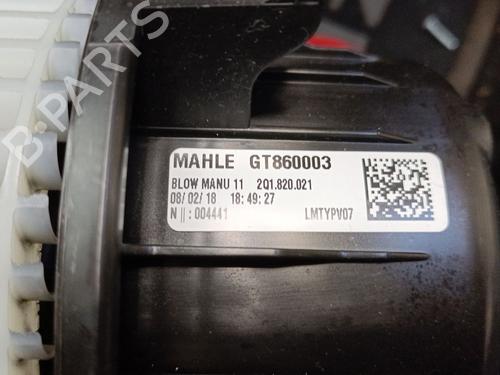 MAHLE GT860003
BLOW MANU 11 2Q1.820.021
08/02/18 18:49:27
N || : 004441 LMTYPV07
B-PARTS